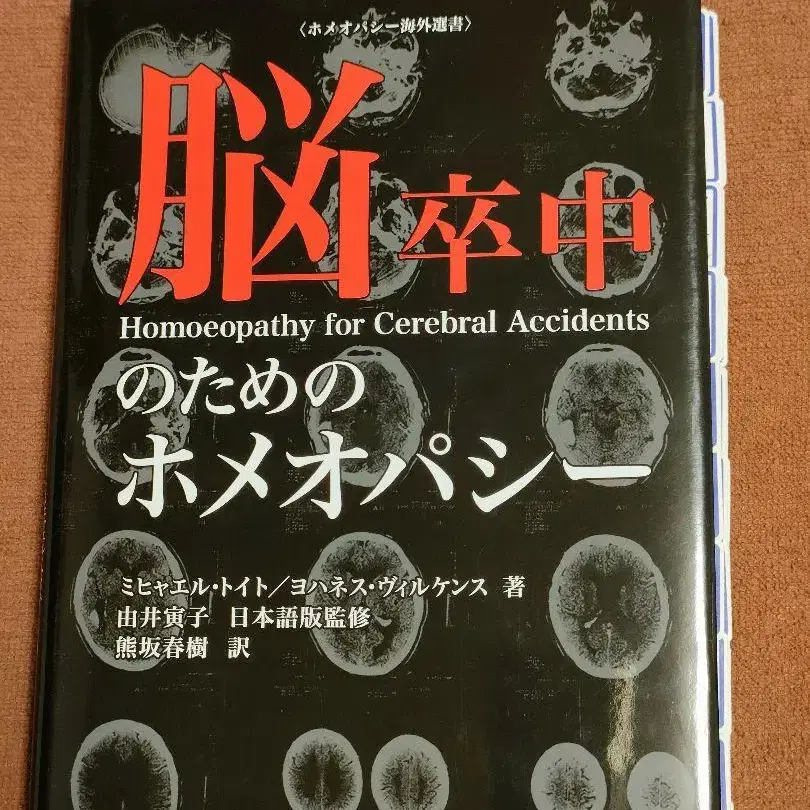 〈ホメオパシー海外選書〉
脳卒中
Homoeopathy for Cerebral Accidents
のための
ホメオパシー
ミヒャエル・トイト／ヨハネス・ヴィルケンス 著
由井寅子 日本語版監修
熊坂春樹 訳